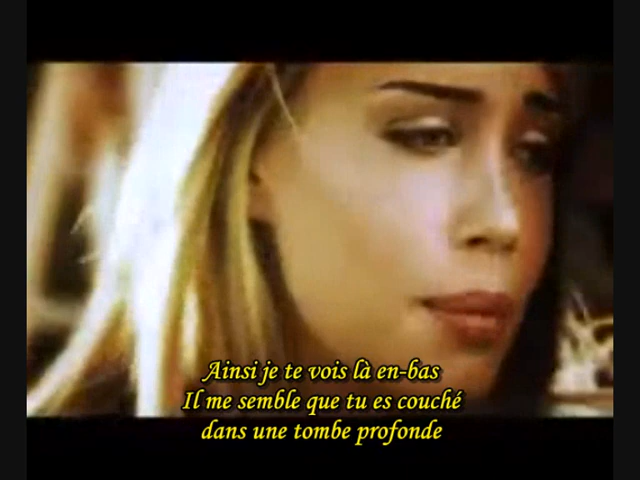 Ainsi je te vois là en-bas
Il me semble que tu es couché
dans une tombe profonde